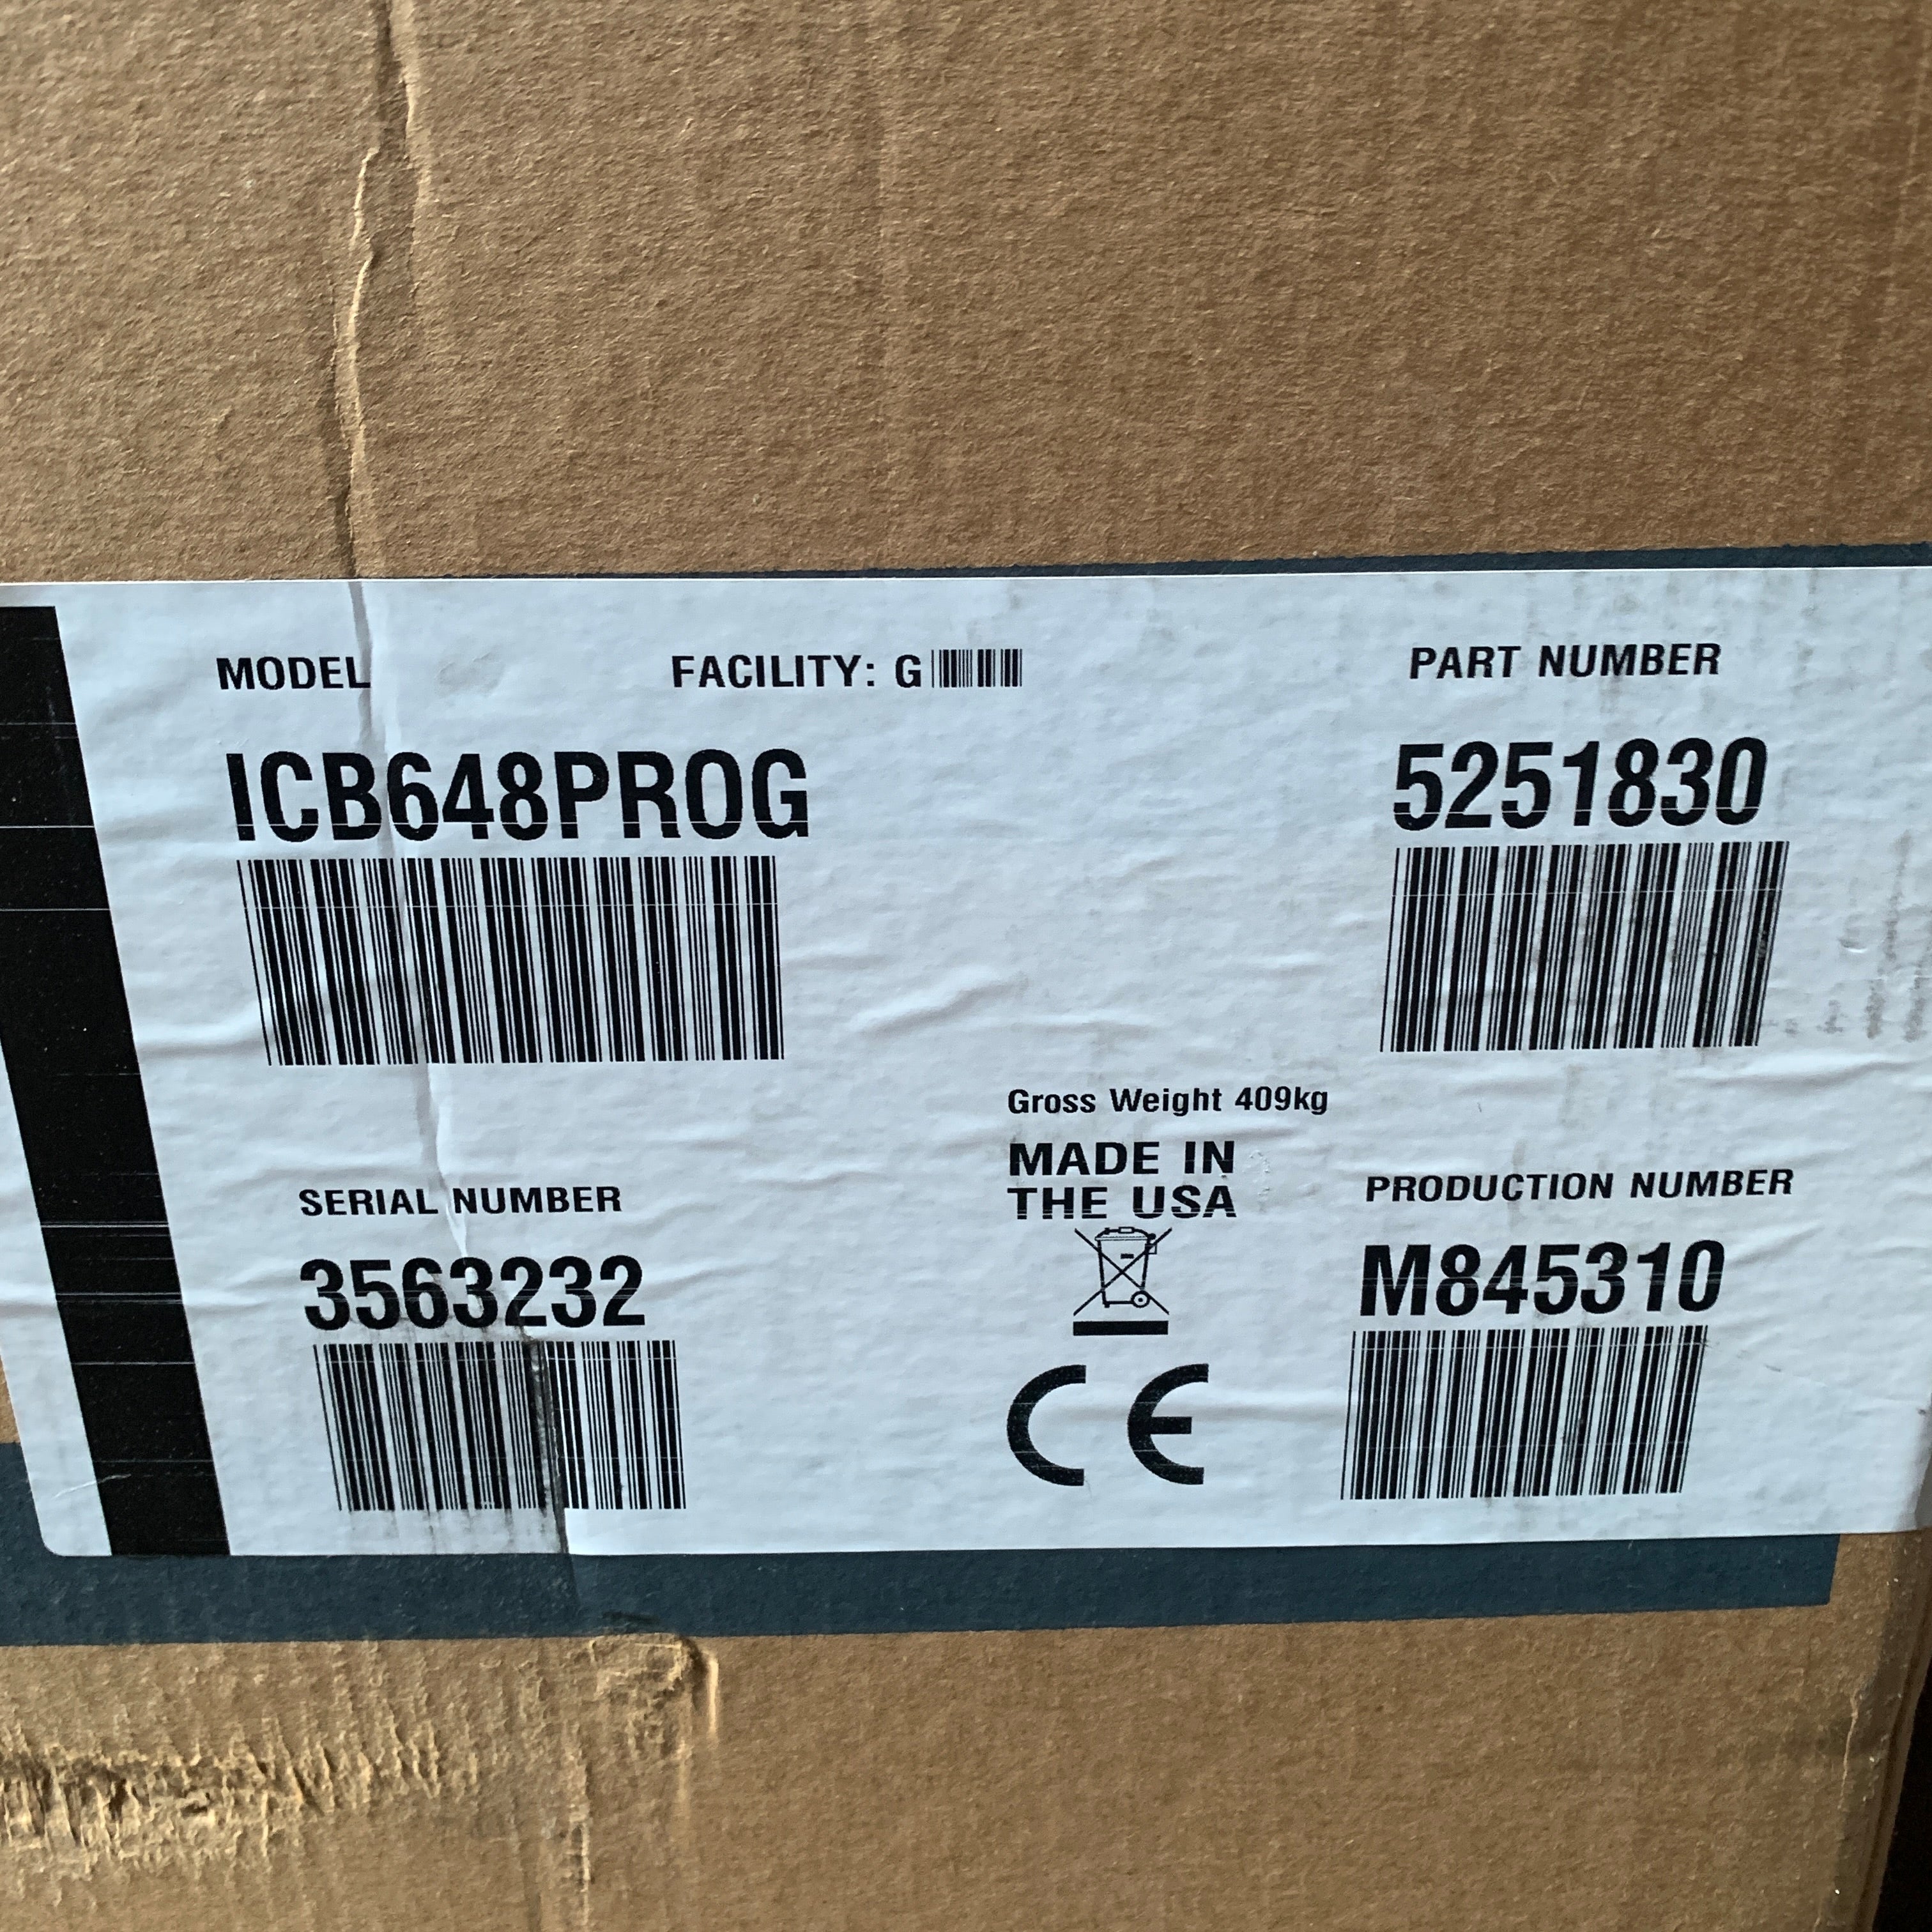 MODEL
FACILITY: G
PART NUMBER
ICB648PROG
5251830
Gross Weight 409kg
MADE IN
THE USA
SERIAL NUMBER
PRODUCTION NUMBER
3563232
M845310
CE